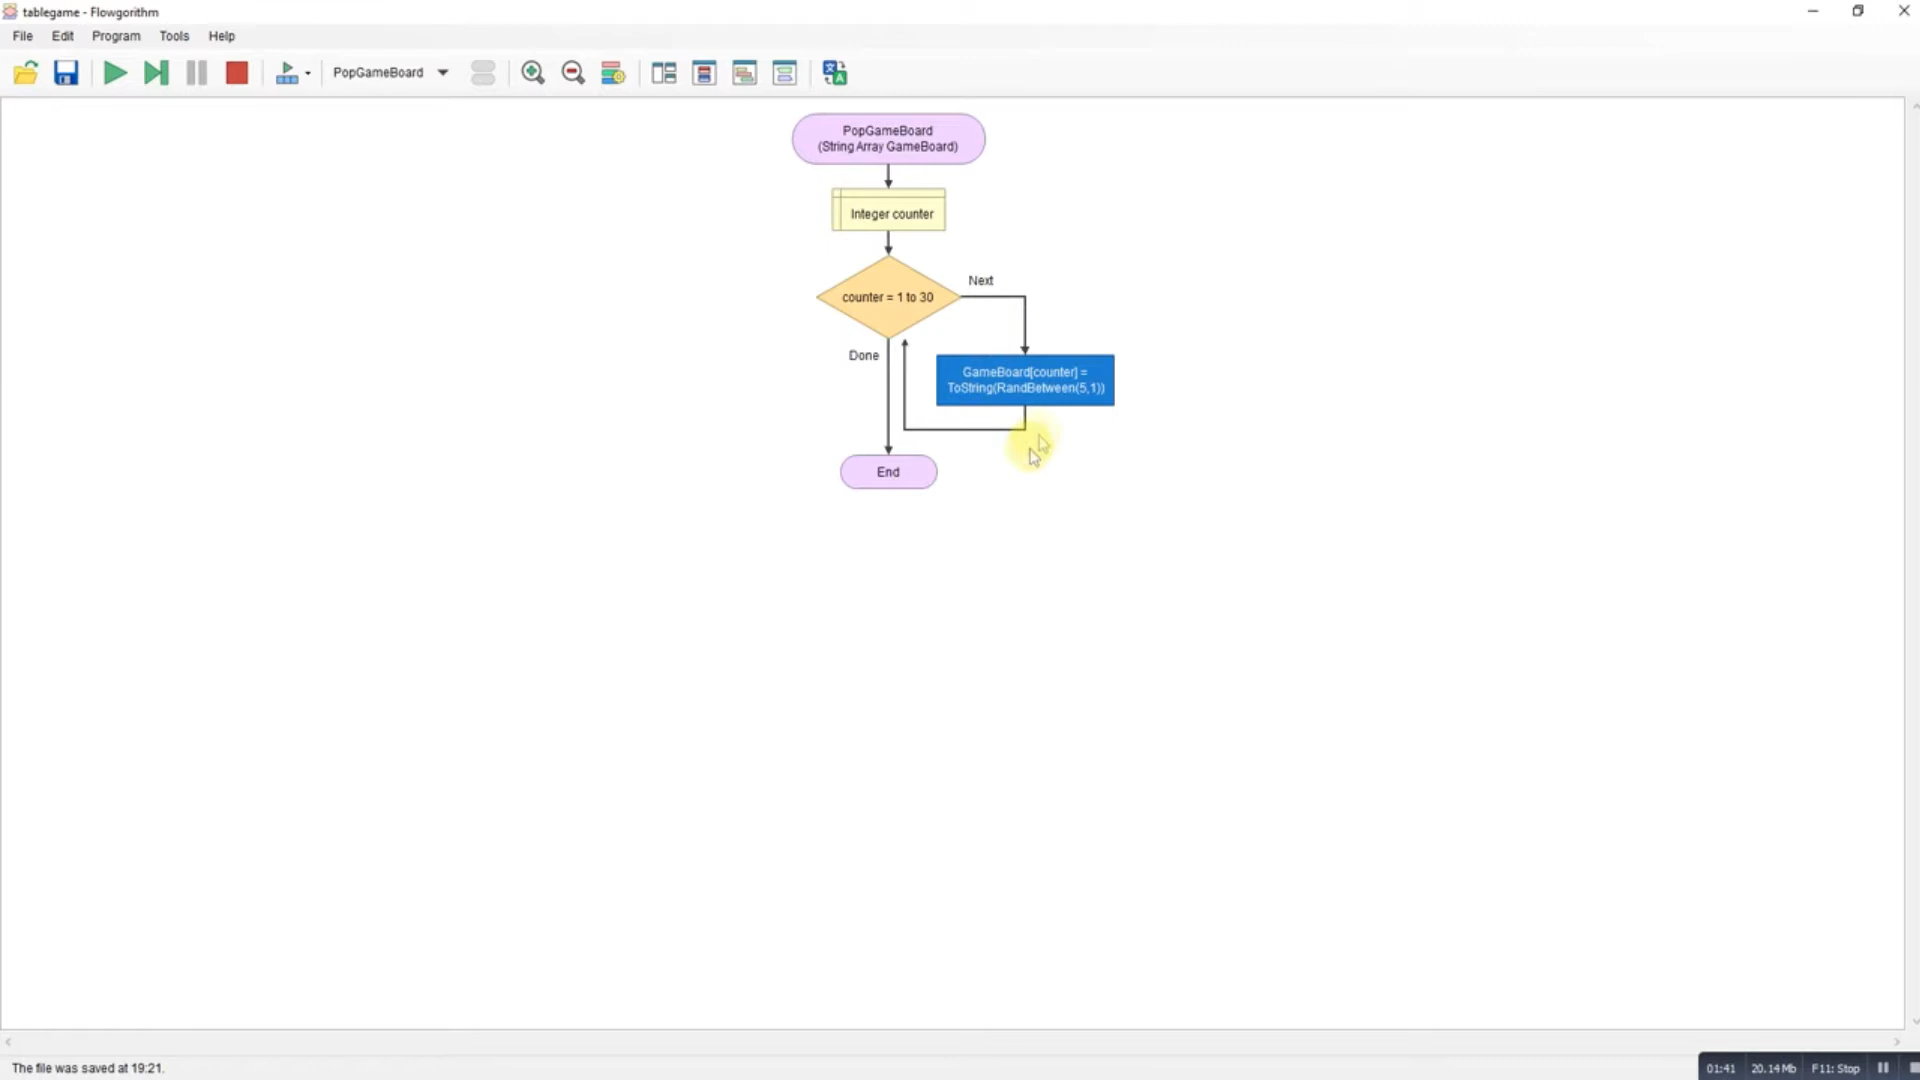 tablegame - Flowgorithm
File Edit Program Tools Help
PopGameBoard
PopGameBoard
(String Array GameBoard)
Integer counter
counter = 1 to 30
Next
Done
GameBoard[counter] =
ToString(RandBetween(5,1))
End
The file was saved at 19:21.
01:41 20.14 Mb F11: Stop